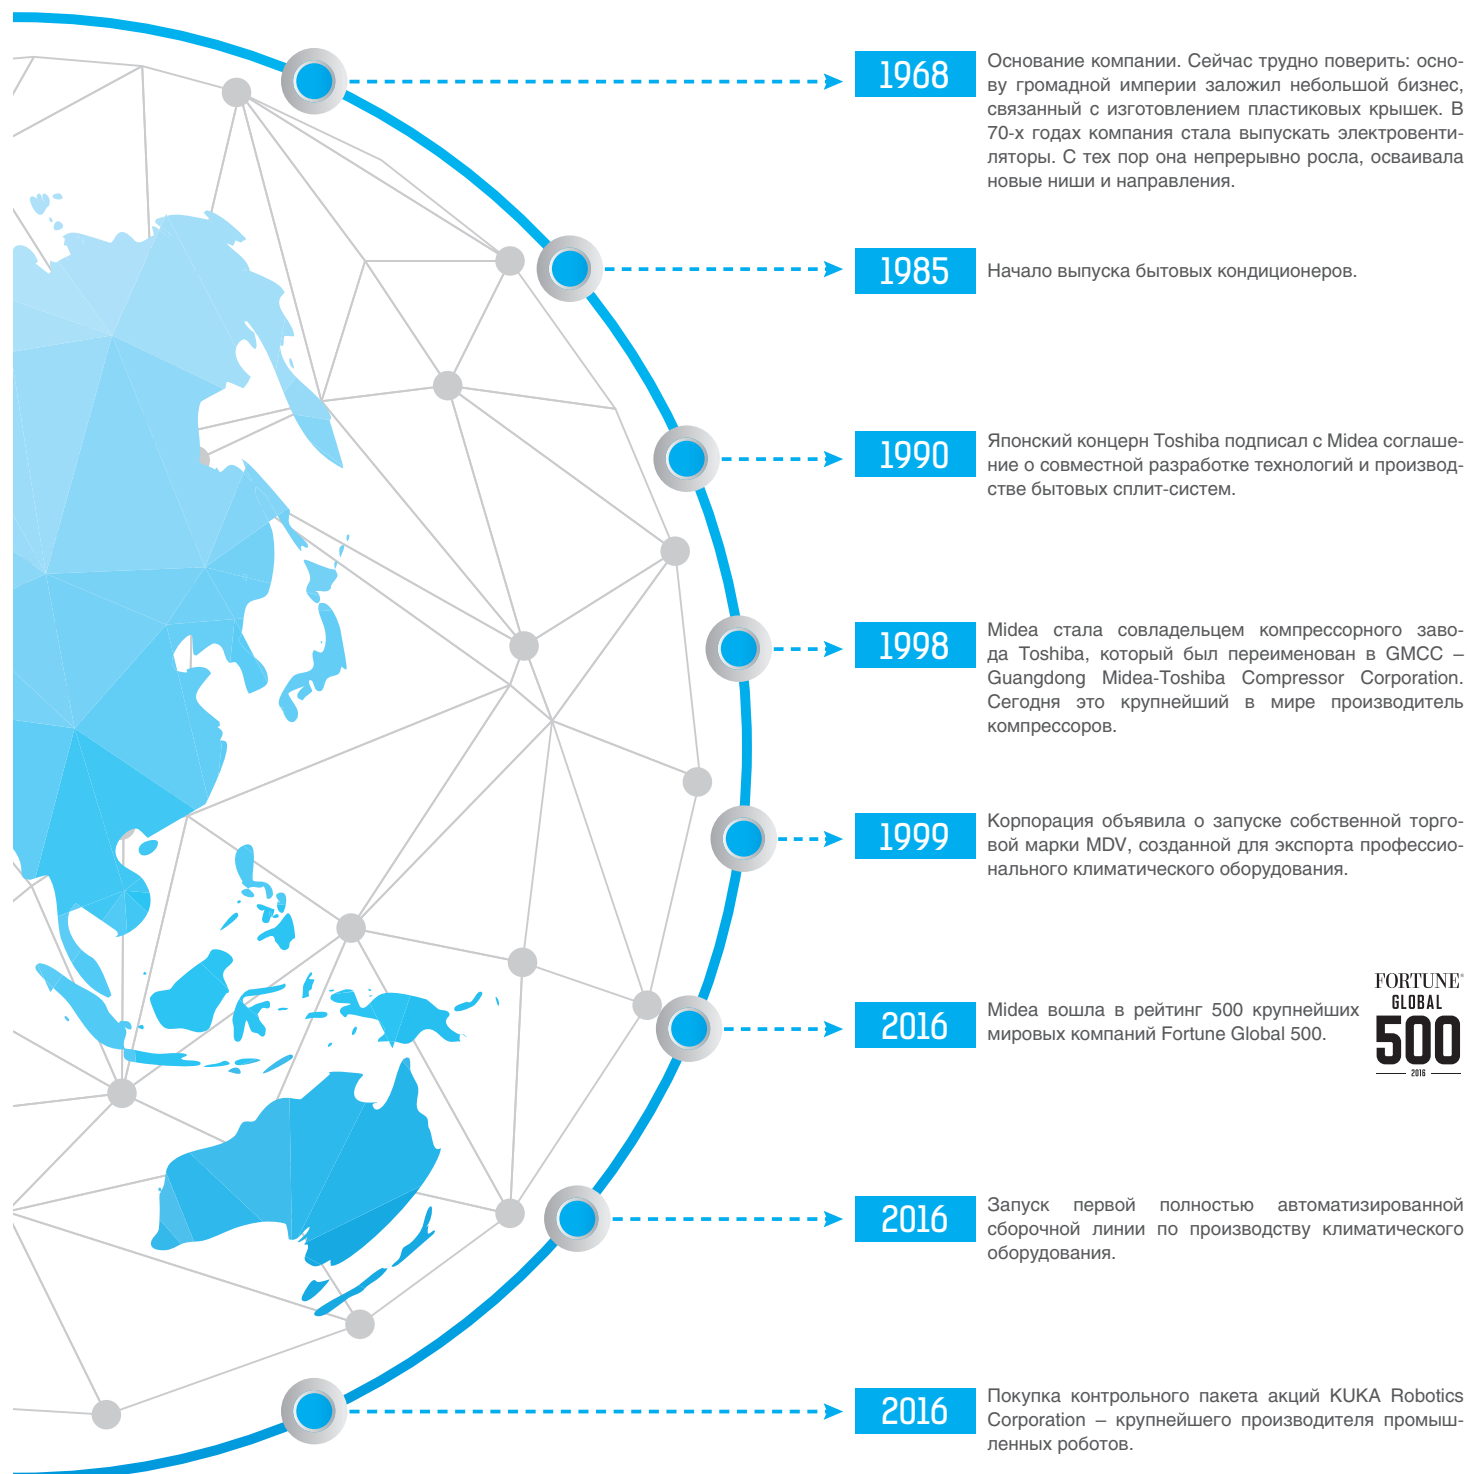 1968
Основание компании. Сейчас трудно поверить: осно-
ву громадной империи заложил небольшой бизнес,
связанный с изготовлением пластиковых крышек. В
70-х годах компания стала выпускать электровенти-
ляторы. С тех пор она непрерывно росла, осваивала
новые ниши и направления.
1985
Начало выпуска бытовых кондиционеров.
1990
Японский концерн Toshiba подписал с Midea соглаше-
ние о совместной разработке технологий и производ-
стве бытовых сплит-систем.
1998
Midea стала совладельцем компрессорного заво-
да Toshiba, который был переименован в GMCC –
Guangdong Midea-Toshiba Compressor Corporation.
Сегодня это крупнейший в мире производитель
компрессоров.
1999
Корпорация объявила о запуске собственной торго-
вой марки MDV, созданной для экспорта профессио-
нального климатического оборудования.
2016
Midea вошла в рейтинг 500 крупнейших
мировых компаний Fortune Global 500.
FORTUNE®
GLOBAL
500
2016
2016
Запуск первой полностью автоматизированной
сборочной линии по производству климатического
оборудования.
2016
Покупка контрольного пакета акций KUKA Robotics
Corporation – крупнейшего производителя промыш-
ленных роботов.